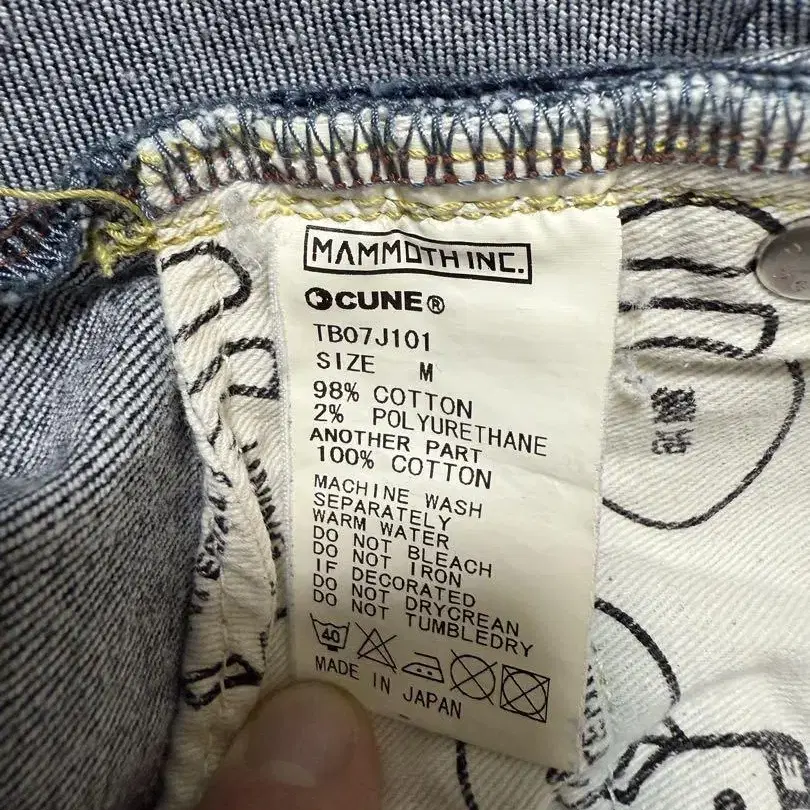 MAMMOTH INC.
CUNE®
TB07J101
SIZE M
98% COTTON
2% POLYURETHANE
ANOTHER PART
100% COTTON
MACHINE WASH
SEPARATELY
WARM WATER
DO NOT BLEACH
DO NOT IRON
IF DECORATED
DO NOT DRYCREAN
DO NOT TUMBLEDRY
40
MADE IN JAPAN